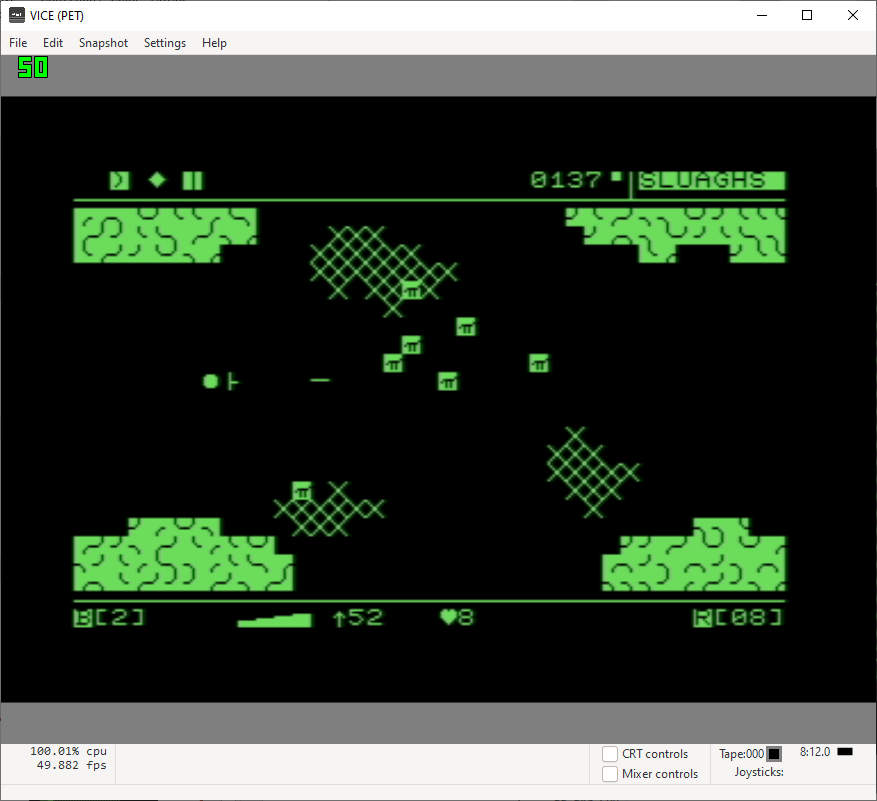 VICE (PET)
File Edit Snapshot Settings Help
50
0137 SLUAGHS
B[2] ↑52 ♥8 R[08]
100.01% cpu
49.882 fps
CRT controls
Mixer controls
Tape:000
Joysticks:
8:12.0